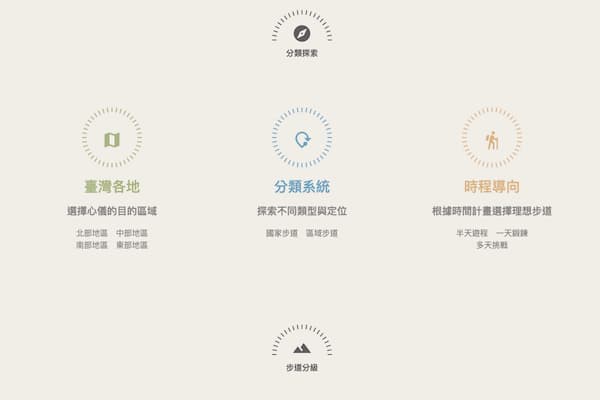 分類探索
臺灣各地
選擇心儀的目的區域
北部地區 中部地區
南部地區 東部地區
分類系統
探索不同類型與定位
國家步道 區域步道
時程導向
根據時間計畫選擇理想步道
半天遊程 一天鍛鍊
多天挑戰
步道分級